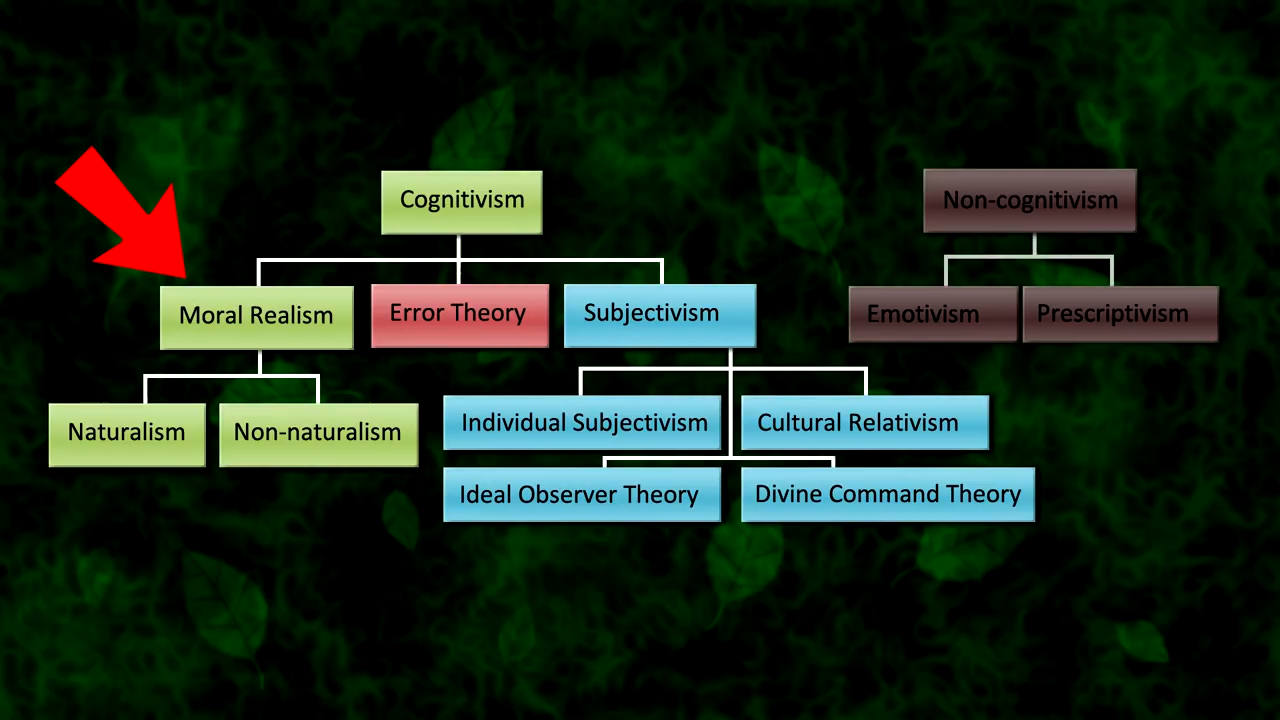 Cognitivism
Non-cognitivism
Moral Realism
Error Theory
Subjectivism
Emotivism
Prescriptivism
Naturalism
Non-naturalism
Individual Subjectivism
Cultural Relativism
Ideal Observer Theory
Divine Command Theory